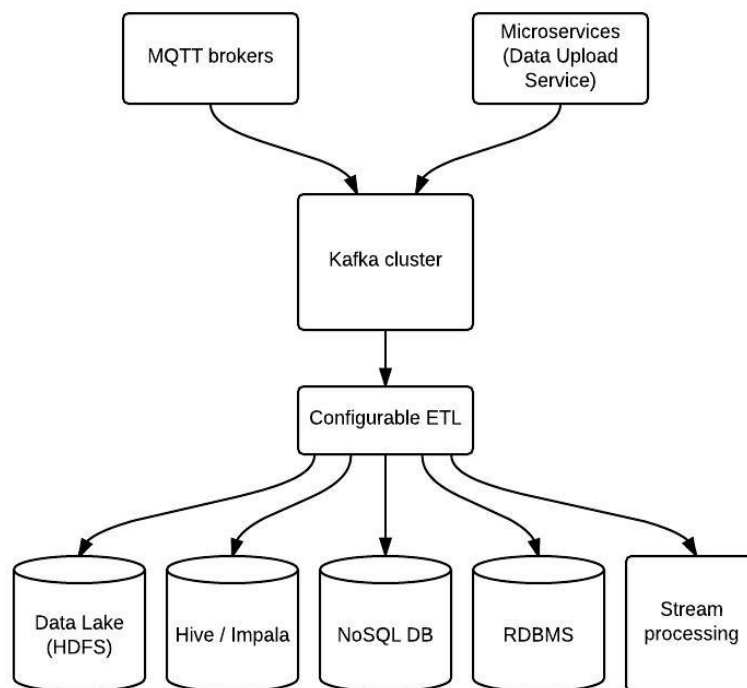 MQTT brokers
Microservices
(Data Upload
Service)
Kafka cluster
Configurable ETL
Data Lake
(HDFS)
Hive / Impala
NoSQL DB
RDBMS
Stream
processing